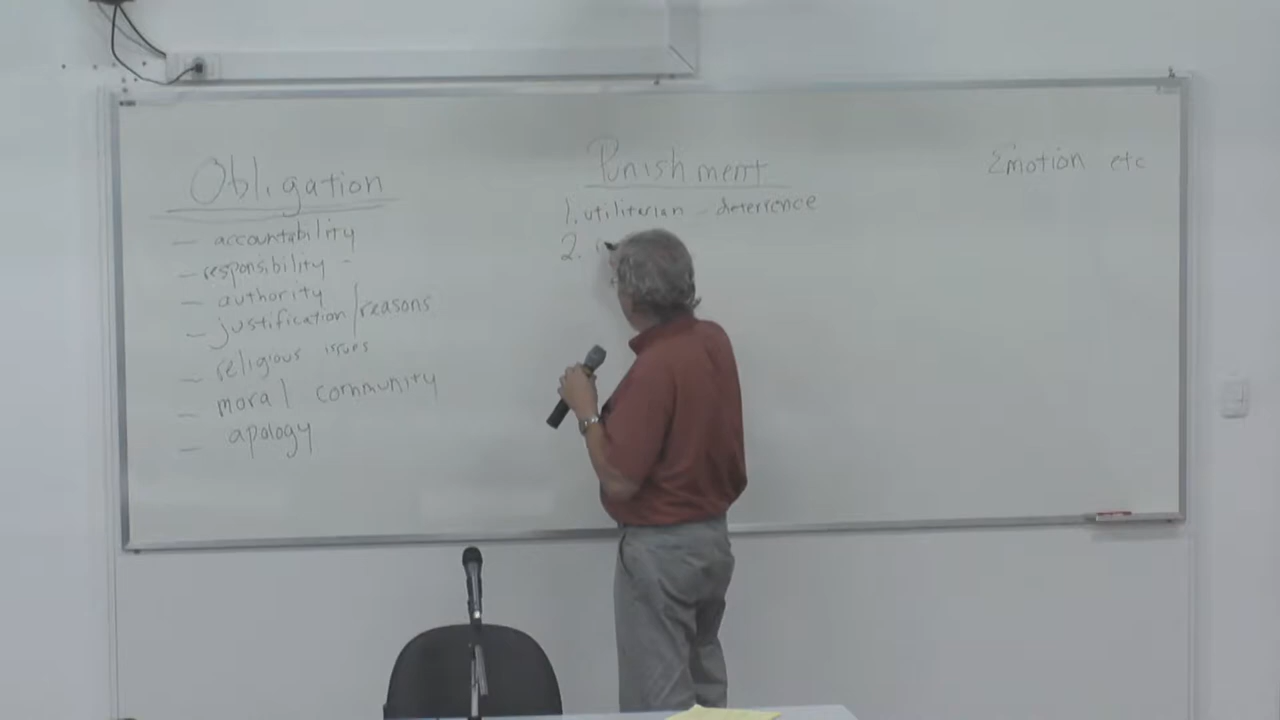 Obligation
— accountability
— responsibility –
— authority
— justification/reasons
— religious issues
— moral community
— apology
Punishment
1. utilitarian – deterrence
2.
Emotion etc